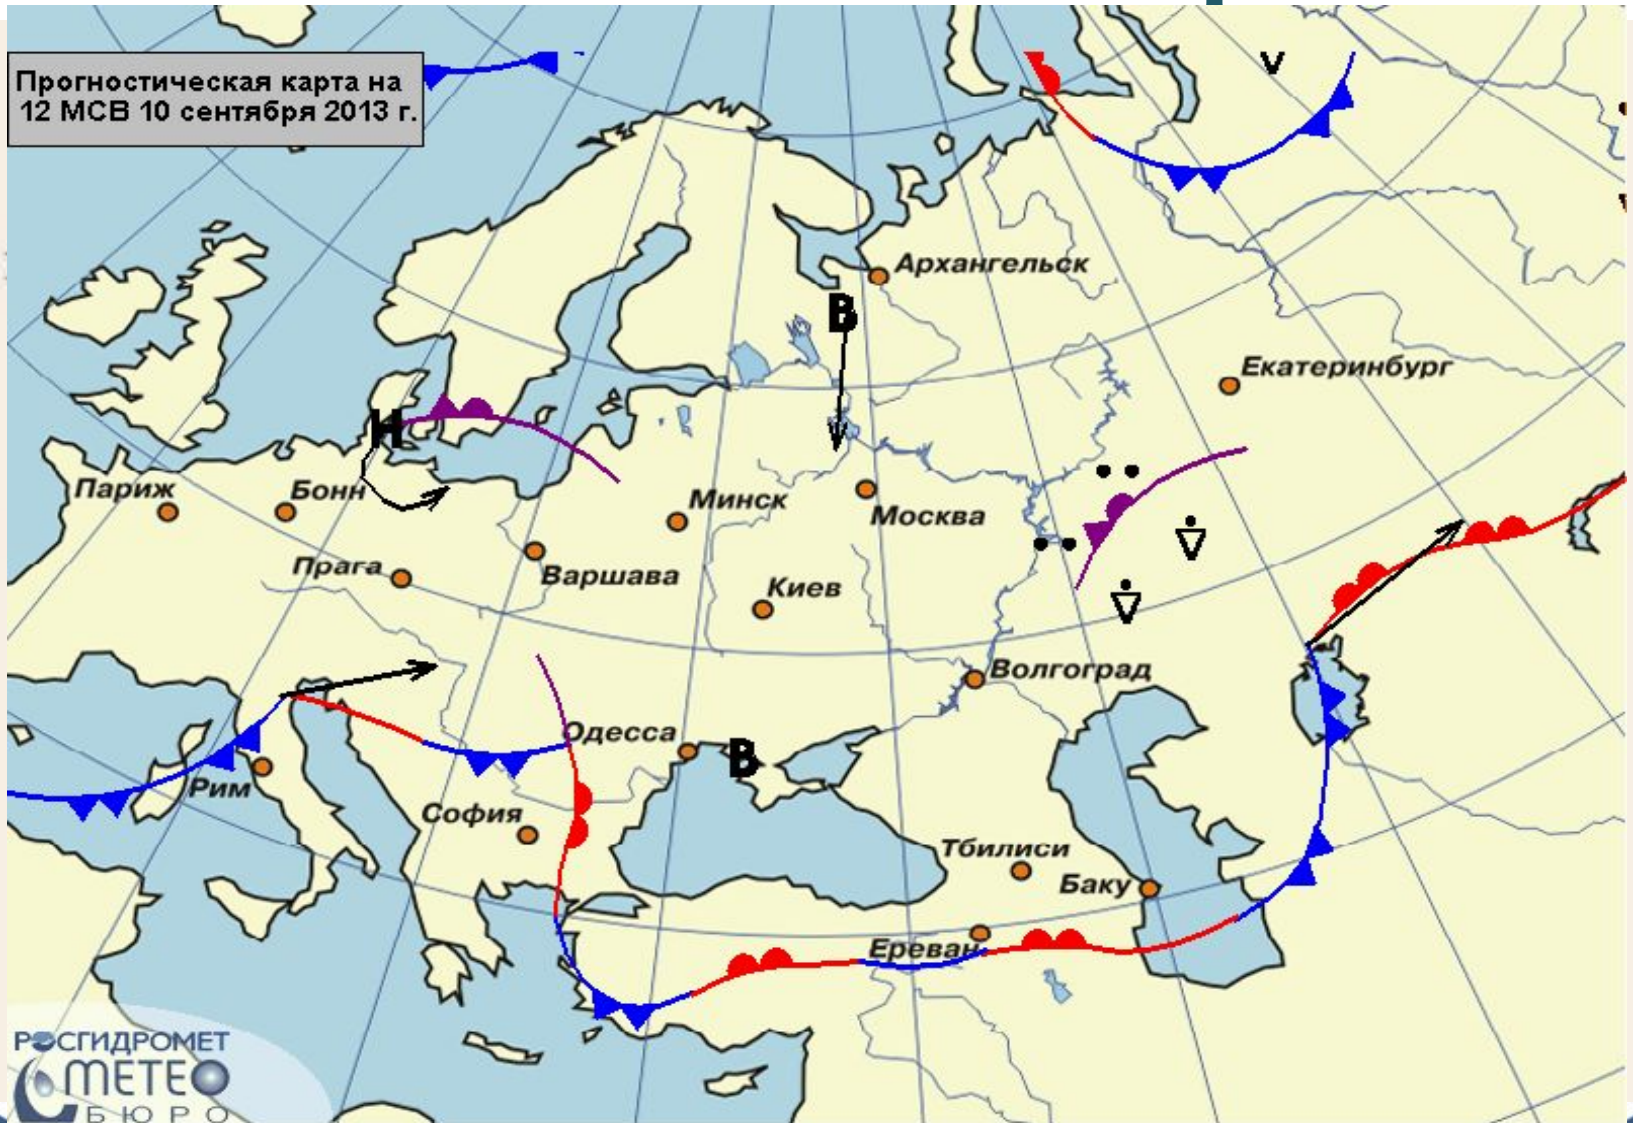 Прогностическая карта на
12 МСВ 10 сентября 2013 г.
Архангельск
В
Екатеринбург
Н
Париж
Бонн
Минск
Москва
Прага
Варшава
Киев
Волгоград
Одесса
В
Рим
София
Тбилиси
Баку
Ереван
РОСГИДРОМЕТ
МЕТЕО
БЮРО